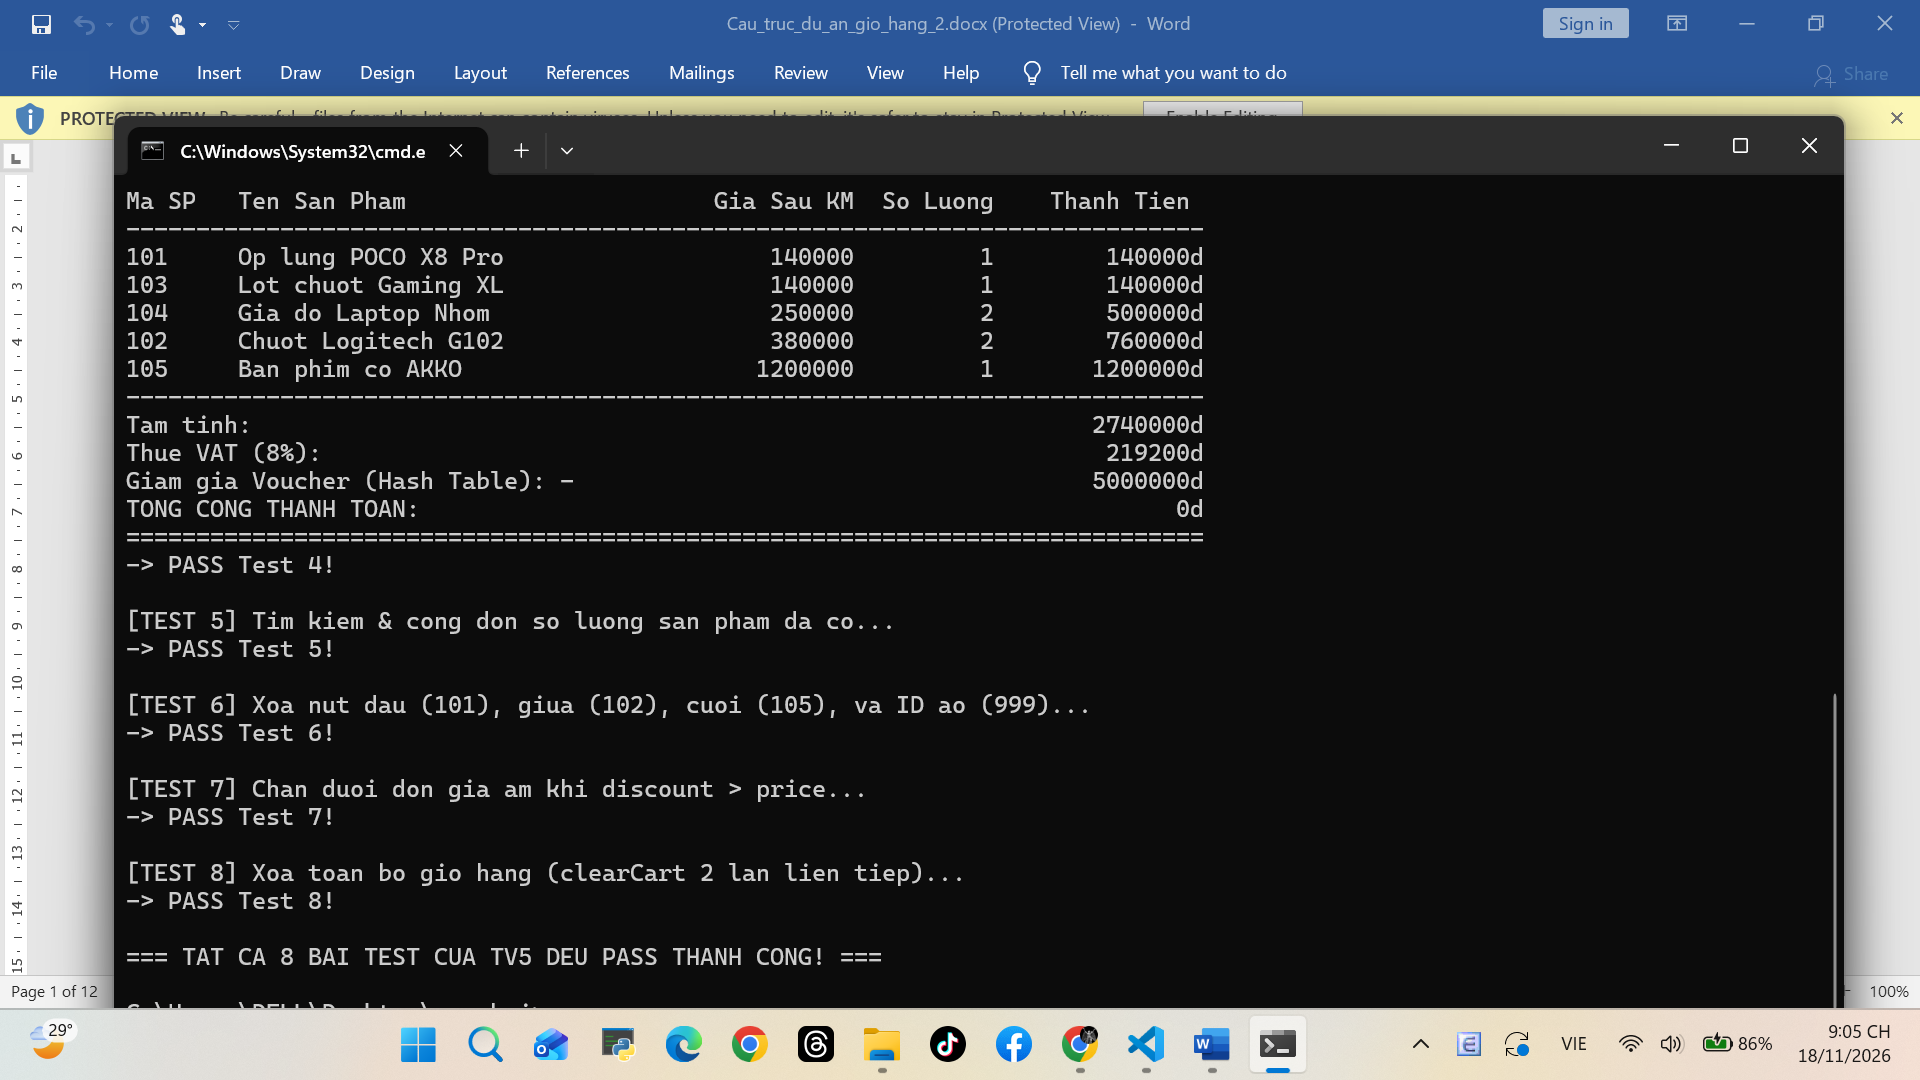 Cau_truc_du_an_gio_hang_2.docx (Protected View) - Word
Sign in
File Home Insert Draw Design Layout References Mailings Review View Help Tell me what you want to do Share
C:\Windows\System32\cmd.e
Ma SP Ten San Pham Gia Sau KM So Luong Thanh Tien
-----------------------------------------------------------------------------
101 Op lung POCO X8 Pro 140000 1 140000d
103 Lot chuot Gaming XL 140000 1 140000d
104 Gia do Laptop Nhom 250000 2 500000d
102 Chuot Logitech G102 380000 2 760000d
105 Ban phim co AKKO 1200000 1 1200000d
-----------------------------------------------------------------------------
Tam tinh: 2740000d
Thue VAT (8%): 219200d
Giam gia Voucher (Hash Table): - 5000000d
TONG CONG THANH TOAN: 0d
=============================================================================
-> PASS Test 4!
[TEST 5] Tim kiem & cong don so luong san pham da co...
-> PASS Test 5!
[TEST 6] Xoa nut dau (101), giua (102), cuoi (105), va ID ao (999)...
-> PASS Test 6!
[TEST 7] Chan duoi don gia am khi discount > price...
-> PASS Test 7!
[TEST 8] Xoa toan bo gio hang (clearCart 2 lan lien tiep)...
-> PASS Test 8!
=== TAT CA 8 BAI TEST CUA TV5 DEU PASS THANH CONG! ===
Page 1 of 12
100%
29°
VIE
86%
9:05 CH
18/11/2026